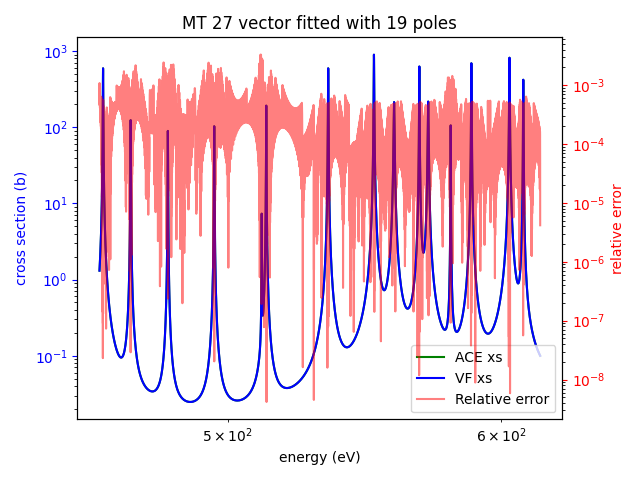 MT 27 vector fitted with 19 poles
cross section (b)
10³
10²
10¹
10⁰
10⁻¹
10⁻³
10⁻⁴
10⁻⁵
10⁻⁶
10⁻⁷
10⁻⁸
relative error
ACE xs
VF xs
Relative error
5 × 10²
6 × 10²
energy (eV)